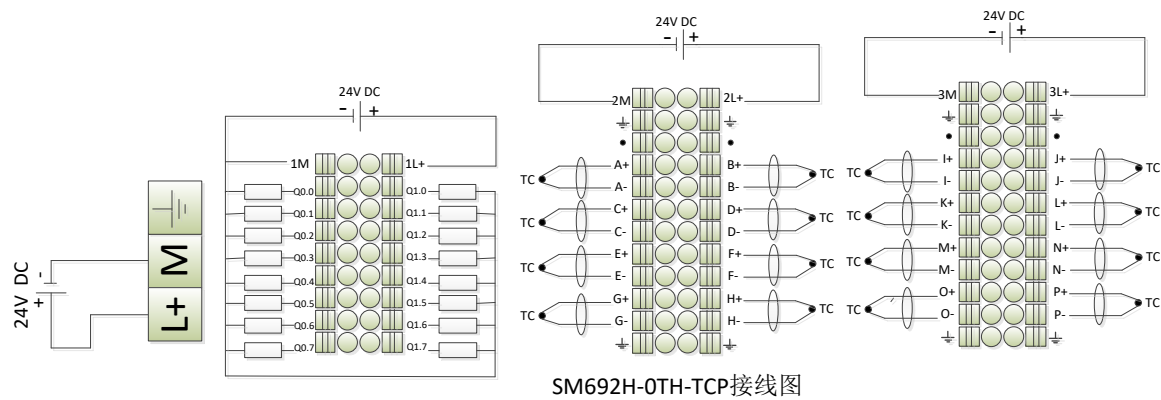 24V DC
-
+
M
L+
24V DC
- +
1M 1L+
Q0.0 Q1.0
Q0.1 Q1.1
Q0.2 Q1.2
Q0.3 Q1.3
Q0.4 Q1.4
Q0.5 Q1.5
Q0.6 Q1.6
Q0.7 Q1.7
24V DC
- +
2M 2L+
TC A+ B+ TC
A- B-
TC C+ D+ TC
C- D-
TC E+ F+ TC
E- F-
TC G+ H+ TC
G- H-
24V DC
- +
3M 3L+
TC I+ J+ TC
I- J-
TC K+ L+ TC
K- L-
TC M+ N+ TC
M- N-
TC O+ P+ TC
O- P-
SM692H-0TH-TCP接线图